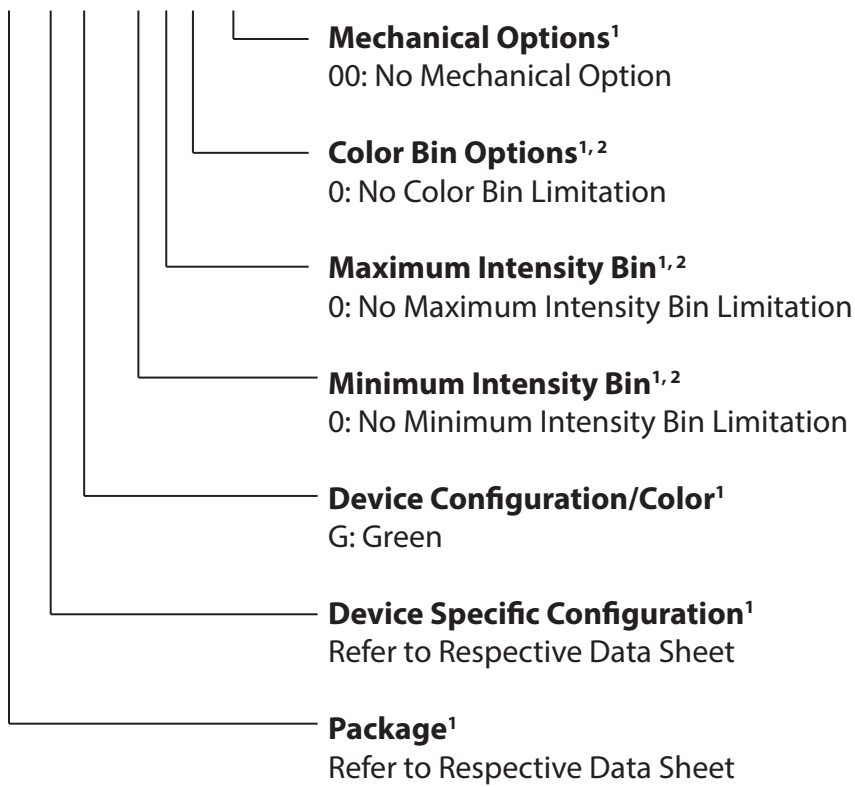 Mechanical Options¹
00: No Mechanical Option
Color Bin Options¹,²
0: No Color Bin Limitation
Maximum Intensity Bin¹,²
0: No Maximum Intensity Bin Limitation
Minimum Intensity Bin¹,²
0: No Minimum Intensity Bin Limitation
Device Configuration/Color¹
G: Green
Device Specific Configuration¹
Refer to Respective Data Sheet
Package¹
Refer to Respective Data Sheet